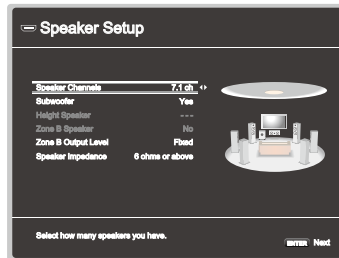 Speaker Setup
Speaker Channels 7.1 ch
Subwoofer Yes
Height Speaker ---
Zone B Speaker No
Zone B Output Level Fixed
Speaker Impedance 6 ohms or above
Select how many speakers you have.
ENTER Next